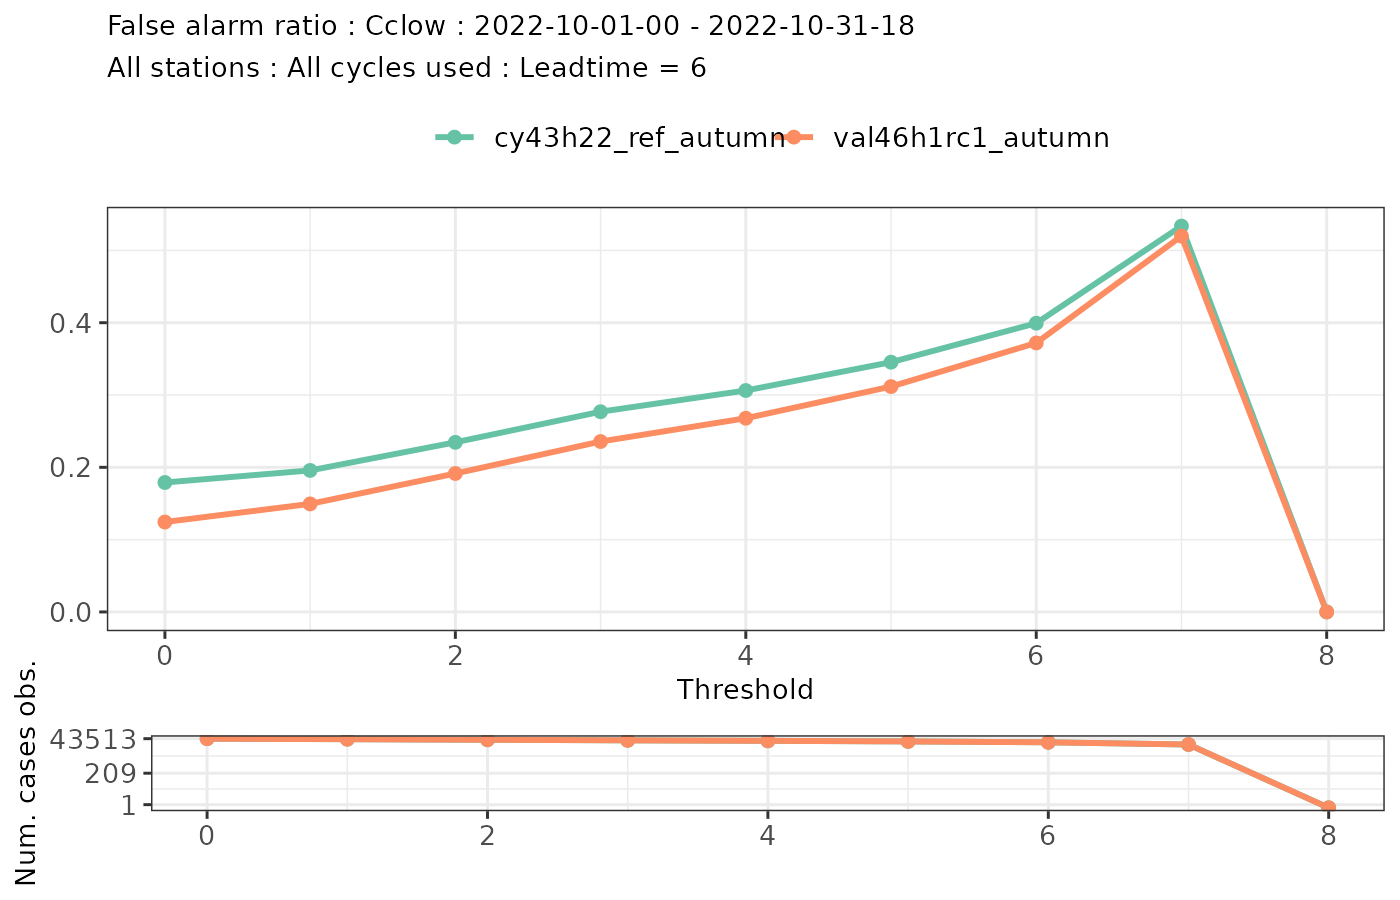 False alarm ratio : Cclow : 2022-10-01-00 - 2022-10-31-18
All stations : All cycles used : Leadtime = 6
cy43h22_ref_autumn val46h1rc1_autumn
0.4
0.2
0.0
0 2 4 6 8
Threshold
Num. cases obs.
43513
209
1
0 2 4 6 8